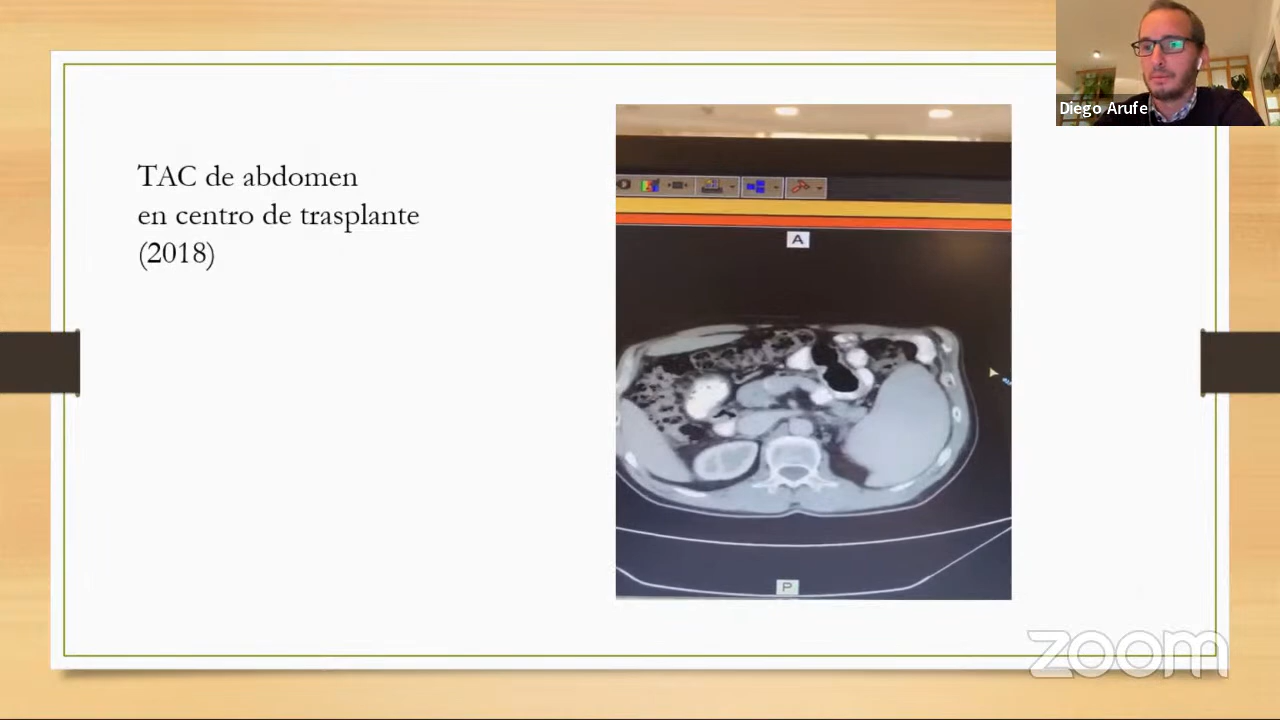 Diego Arufe
TAC de abdomen
en centro de trasplante
(2018)
A
P
zoom